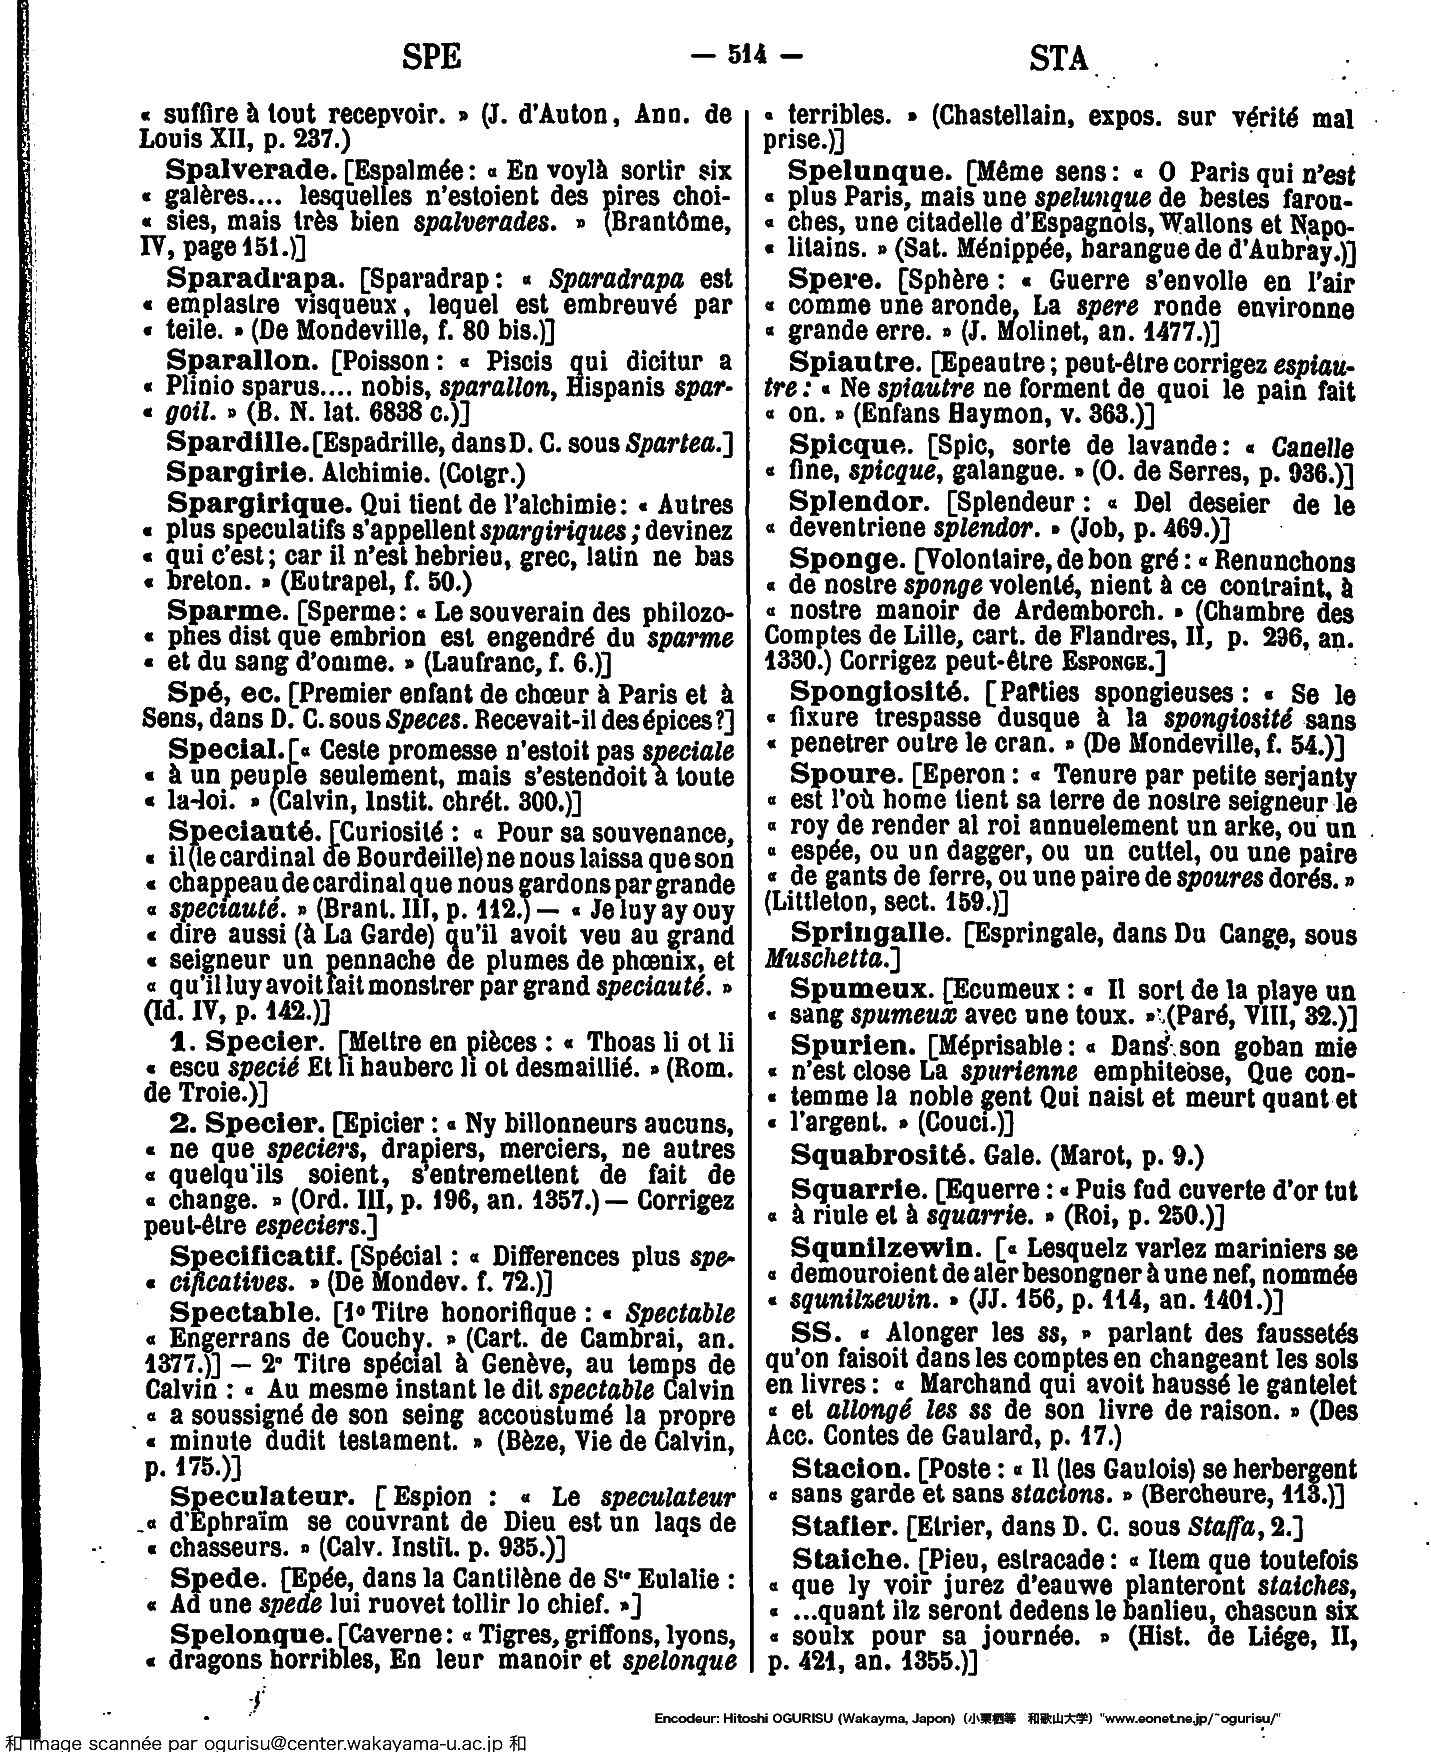 SPE — 514 — STA
« suffire à tout recepvoir. » (J. d'Auton, Ann. de
Louis XII, p. 237.)
Spalverade. [Espalmée : « En voylà sortir six
« galères.... lesquelles n'estoient des pires choi-
« sies, mais très bien spalverades. » (Brantôme,
IV, page 151.)]
Sparadrapa. [Sparadrap : « Sparadrapa est
« emplastre visqueux, lequel est embreuvé par
« teile. » (De Mondeville, f. 80 bis.)]
Sparallon. [Poisson : « Piscis qui dicitur a
« Plinio sparus.... nobis, sparallon, Hispanis spar-
« goil. » (B. N. lat. 6838 c.)]
Spardille. [Espadrille, dans D. C. sous Spartea.]
Spargirie. Alchimie. (Cotgr.)
Spargirique. Qui tient de l'alchimie : « Autres
« plus speculatifs s'appellent spargiriques ; devinez
« qui c'est ; car il n'est hebrieu, grec, latin ne bas
« breton. » (Eutrapel, f. 50.)
Sparme. [Sperme : « Le souverain des philozo-
« phes dist que embrion est engendré du sparme
« et du sang d'omme. » (Laufranc, f. 6.)]
Spé, ec. [Premier enfant de chœur à Paris et à
Sens, dans D. C. sous Speces. Recevait-il des épices ?]
Special. [« Ceste promesse n'estoit pas speciale
« à un peuple seulement, mais s'estendoit à toute
« la loi. » (Calvin, Instit. chrét. 300.)]
Speciauté. [Curiosité : « Pour sa souvenance,
« il (le cardinal de Bourdeille) ne nous laissa que son
« chappeau de cardinal que nous gardons par grande
« speciauté. » (Brant. III, p. 112.) — « Je luy ay ouy
« dire aussi (à La Garde) qu'il avoit veu au grand
« seigneur un pennache de plumes de phœnix, et
« qu'il luy avoit fait monstrer par grand speciauté. »
(Id. IV, p. 142.)]
1. Specier. [Mettre en pièces : « Thoas li ot li
« escu specié Et li hauberc li ot desmaillié. » (Rom.
de Troie.)]
2. Specier. [Epicier : « Ny billonneurs aucuns,
« ne que speciers, drapiers, merciers, ne autres
« quelqu'ils soient, s'entremettent de fait de
« change. » (Ord. III, p. 196, an. 1357.) — Corrigez
peut-être especiers.]
Specificatif. [Spécial : « Differences plus spe-
« cificatives. » (De Mondev. f. 72.)]
Spectable. [1º Titre honorifique : « Spectable
« Engerrans de Couchy. » (Cart. de Cambrai, an.
1377.)] — 2º Titre spécial à Genève, au temps de
Calvin : « Au mesme instant le dit spectable Calvin
« a soussigné de son seing accoustumé la propre
« minute dudit testament. » (Bèze, Vie de Calvin,
p. 175.)]
Speculateur. [Espion : « Le speculateur
« d'Ephraïm se couvrant de Dieu est un laqs de
« chasseurs. » (Calv. Instit. p. 935.)]
Spede. [Epée, dans la Cantilène de Ste Eulalie :
« Ad une spede lui ruovet tollir lo chief. »]
Spelonque. [Caverne : « Tigres, griffons, lyons,
« dragons horribles, En leur manoir et spelonque
« terribles. » (Chastellain, expos. sur vérité mal
prise.)]
Spelunque. [Même sens : « O Paris qui n'est
« plus Paris, mais une spelunque de bestes farou-
« ches, une citadelle d'Espagnols, Wallons et Napo-
« litains. » (Sat. Ménippée, harangue de d'Aubray.)]
Spere. [Sphère : « Guerre s'envolle en l'air
« comme une aronde, La spere ronde environne
« grande erre. » (J. Molinet, an. 1477.)]
Spiautre. [Epeautre ; peut-être corrigez espiau-
tre : « Ne spiautre ne forment de quoi le pain fait
« on. » (Enfans Haymon, v. 363.)]
Spicque. [Spic, sorte de lavande : « Canelle
« fine, spicque, galangue. » (O. de Serres, p. 936.)]
Splendor. [Splendeur : « Del deseier de le
« deventriene splendor. » (Job, p. 469.)]
Sponge. [Volontaire, de bon gré : « Renunchons
« de nostre sponge volenté, nient à ce contraint, à
« nostre manoir de Ardemborch. » (Chambre des
Comptes de Lille, cart. de Flandres, II, p. 296, an.
1330.) Corrigez peut-être ESPONGE.]
Spongiosité. [Parties spongieuses : « Se le
« fixure trespasse dusque à la spongiosité sans
« penetrer outre le cran. » (De Mondeville, f. 54.)]
Spoure. [Eperon : « Tenure par petite serjanty
« est l'où home tient sa terre de nostre seigneur le
« roy de render al roi annuelement un arke, ou un
« espée, ou un dagger, ou un cuttel, ou une paire
« de gants de ferre, ou une paire de spoures dorés. »
(Littleton, sect. 159.)]
Springalle. [Espringale, dans Du Cange, sous
Muschetta.]
Spumeux. [Ecumeux : « Il sort de la playe un
« sang spumeux avec une toux. » (Paré, VIII, 32.)]
Spurien. [Méprisable : « Dans son goban mie
« n'est close La spurienne emphiteose, Que con-
« temme la noble gent Qui naist et meurt quant et
« l'argent. » (Couci.)]
Squabrosité. Gale. (Marot, p. 9.)
Squarrie. [Equerre : « Puis fud cuverte d'or tut
« à riule et à squarrie. » (Roi, p. 250.)]
Squnilzewin. [« Lesquelz varlez mariniers se
« demouroient de aler besongner à une nef, nommée
« squnilzewin. » (JJ. 156, p. 114, an. 1401.)]
SS. « Alonger les ss, » parlant des faussetés
qu'on faisoit dans les comptes en changeant les sols
en livres : « Marchand qui avoit haussé le gantelet
« et allongé les ss de son livre de raison. » (Des
Acc. Contes de Gaulard, p. 17.)
Stacion. [Poste : « Il (les Gaulois) se herbergent
« sans garde et sans stacions. » (Bercheure, 113.)]
Stafier. [Etrier, dans D. C. sous Staffa, 2.]
Staiche. [Pieu, estracade : « Item que toutefois
« que ly voir jurez d'eauwe planteront staiches,
« ...quant ilz seront dedens le banlieu, chascun six
« soulx pour sa journée. » (Hist. de Liége, II,
p. 421, an. 1355.)]
Encodeur: Hitoshi OGURISU (Wakayma, Japon) (小栗栖等 和歌山大学) "www.eonet.ne.jp/~ogurisu/"
和 image scannée par ogurisu@center.wakayama-u.ac.jp 和